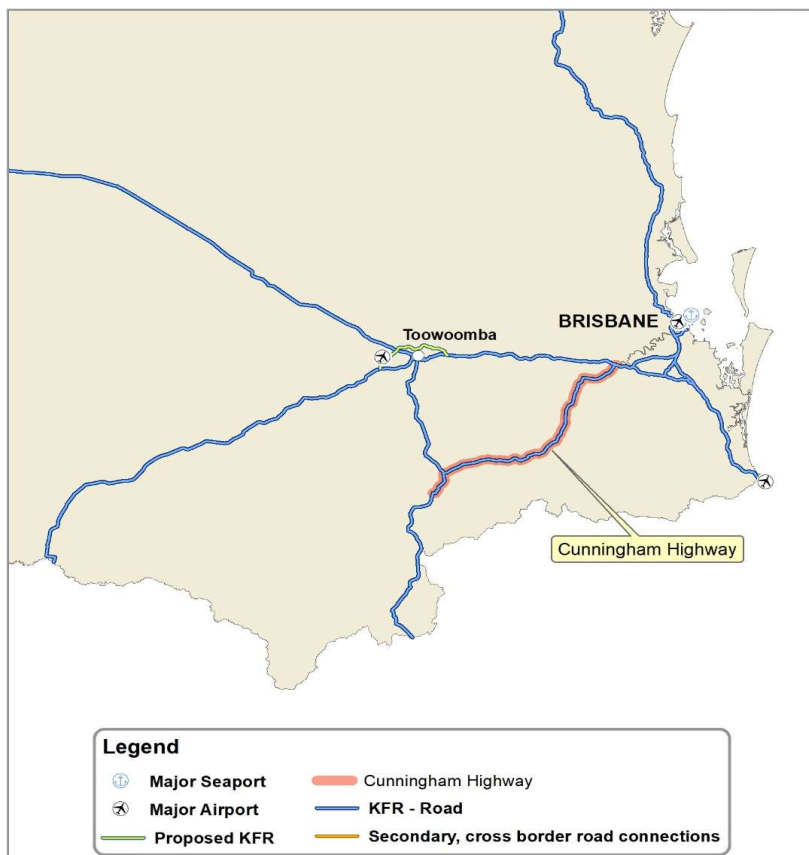 Toowoomba
BRISBANE
Cunningham Highway
Legend
Major Seaport
Cunningham Highway
Major Airport
KFR - Road
Proposed KFR
Secondary, cross border road connections